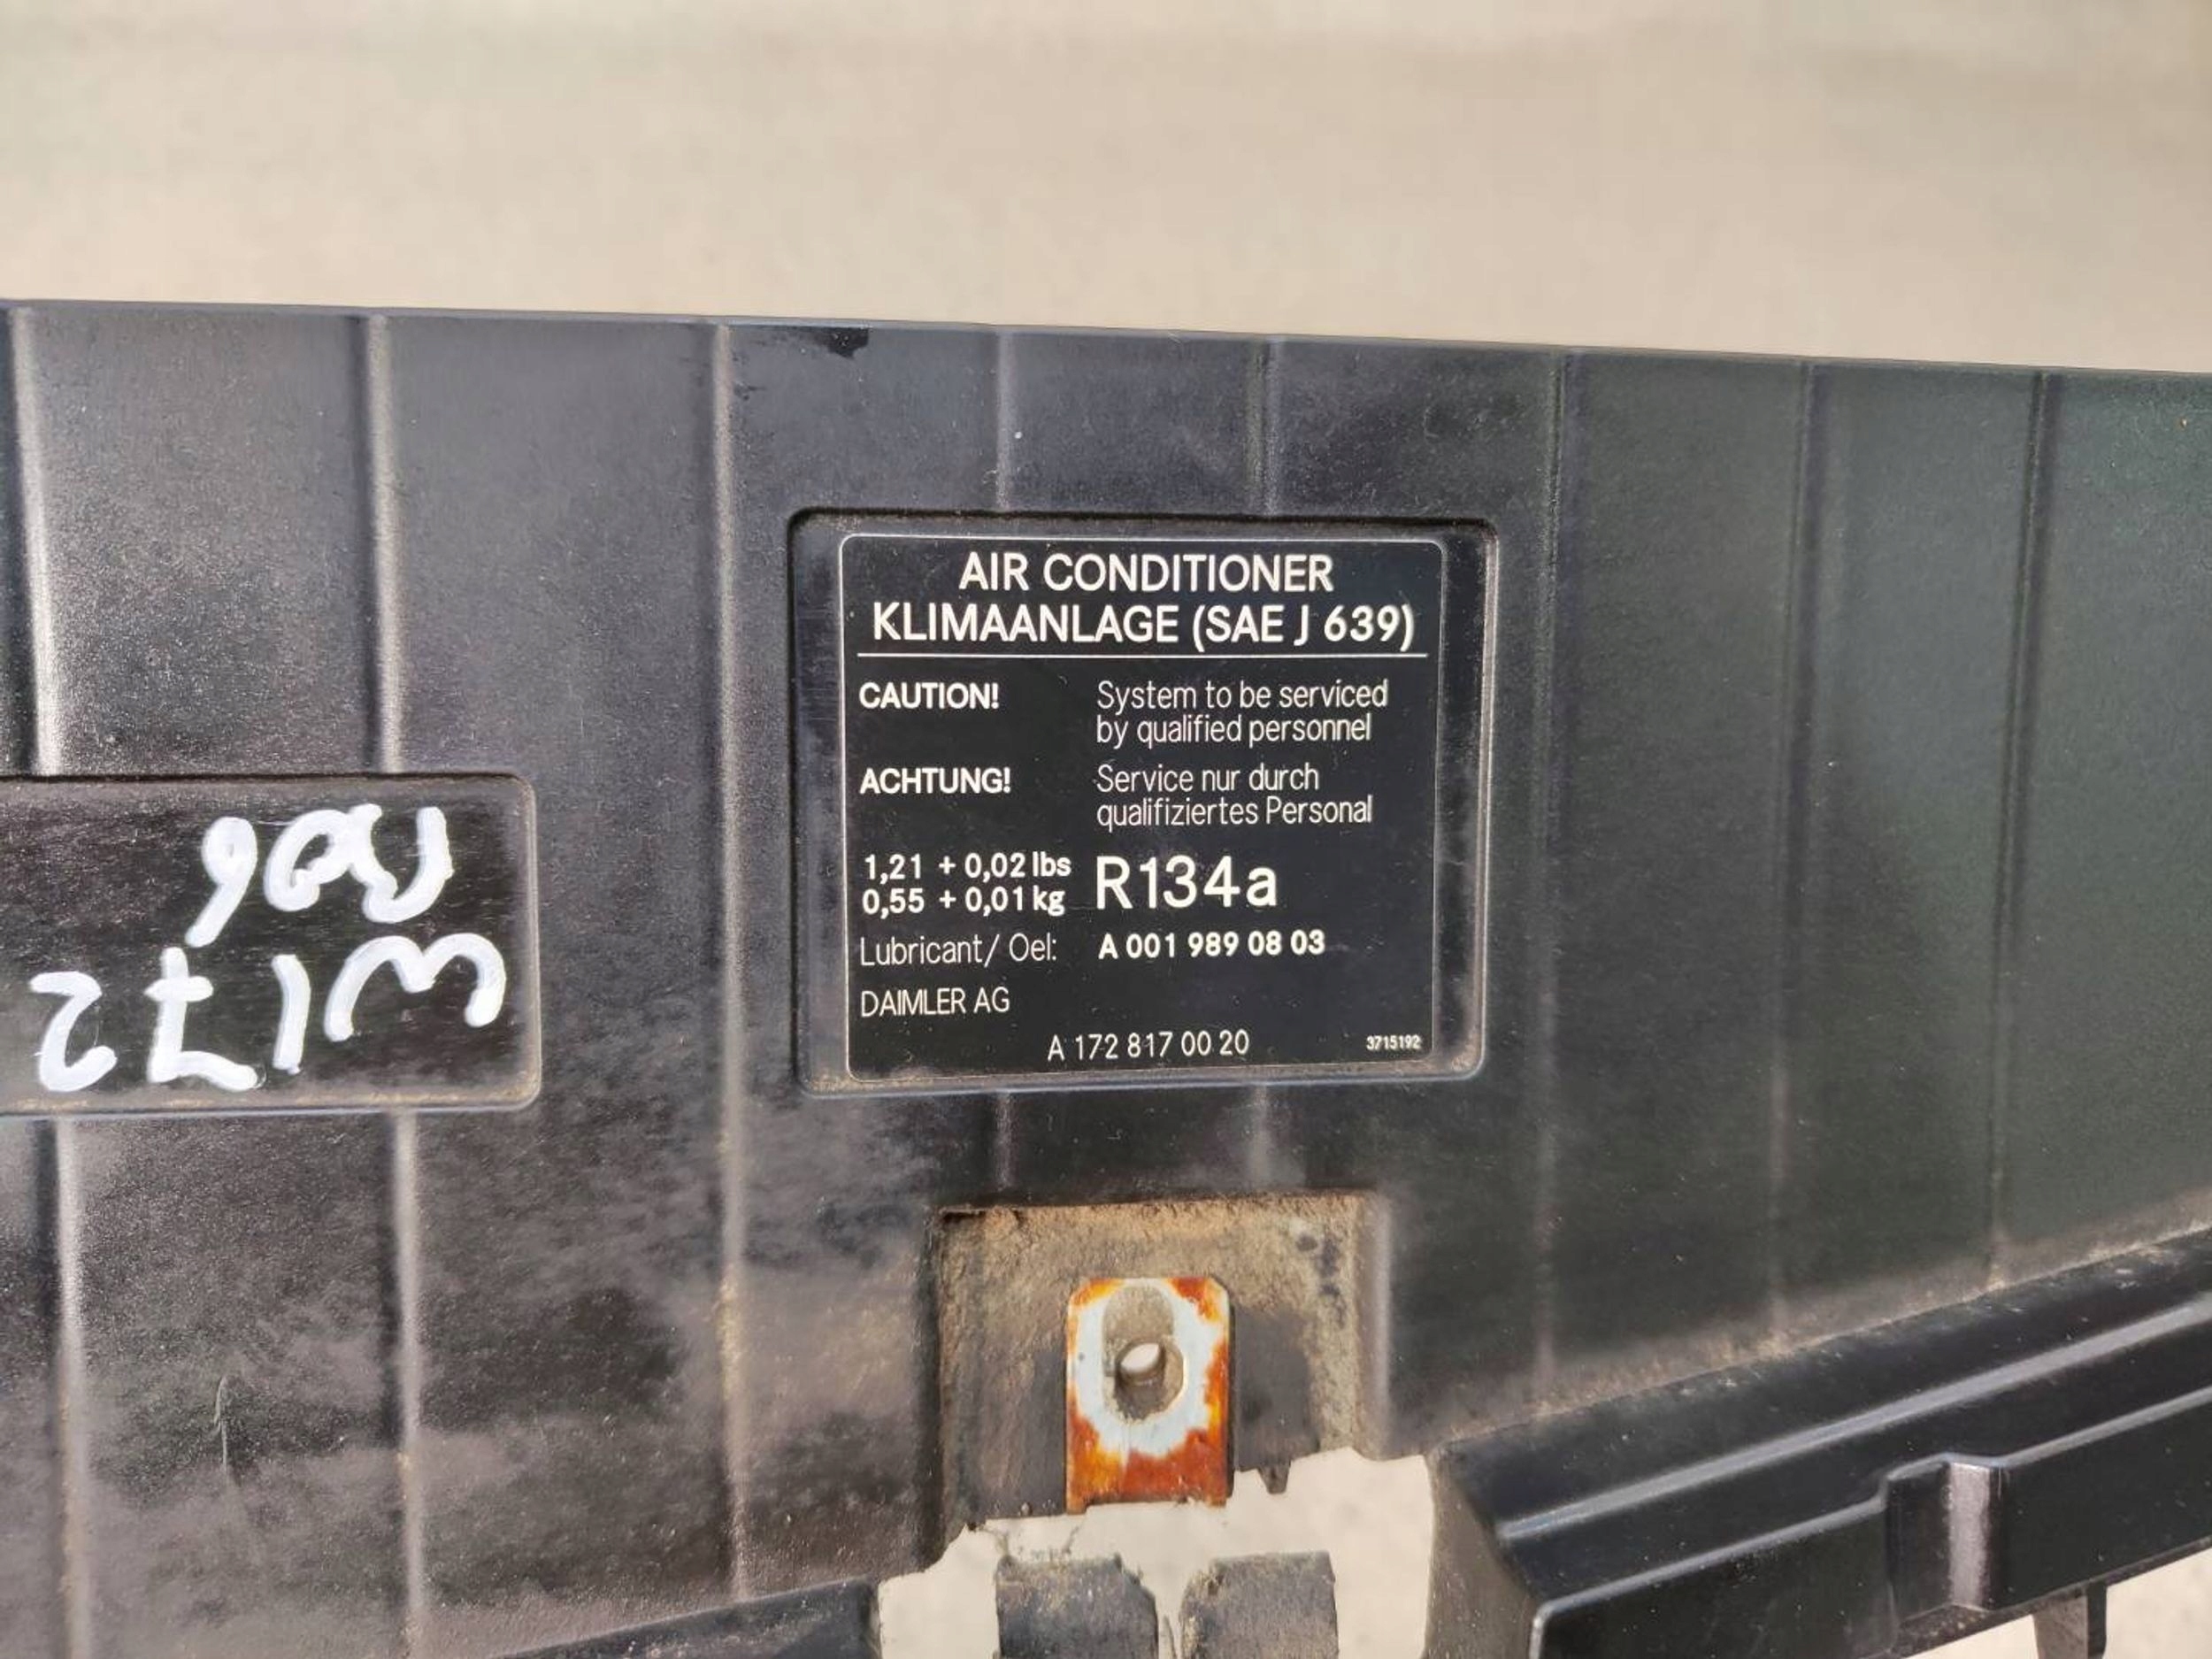 AIR CONDITIONER
KLIMAANLAGE (SAE J 639)
CAUTION! System to be serviced
by qualified personnel
ACHTUNG! Service nur durch
qualifiziertes Personal
1,21 + 0,02 lbs
0,55 + 0,01 kg
R134a
Lubricant/ Oel: A 001 989 08 03
DAIMLER AG
A 172 817 00 20
3715192
W172